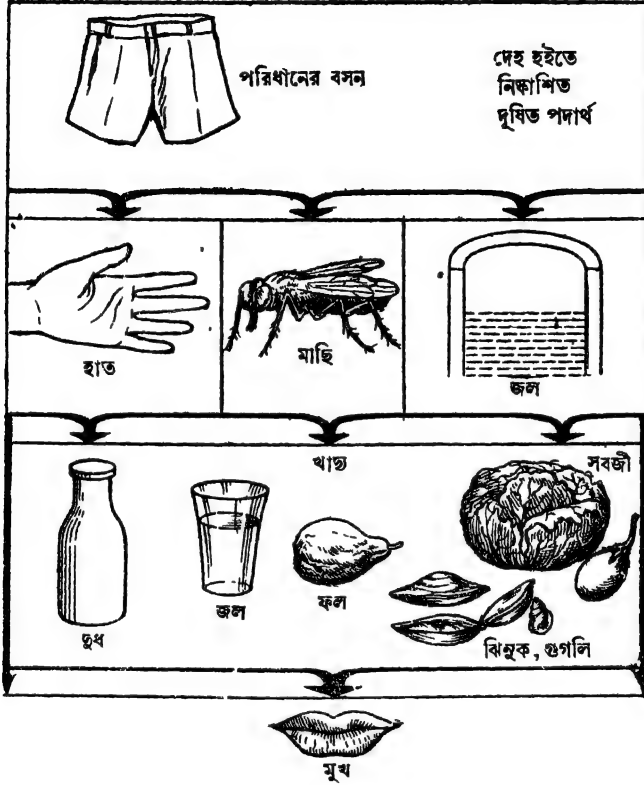 পরিধানের বসন
দেহ হইতে
নিষ্কাশিত
দূষিত পদার্থ
হাত
মাছি
জল
খাদ্য
সবজী
দুধ
জল
ফল
ঝিনুক, গুগলি
মুখ